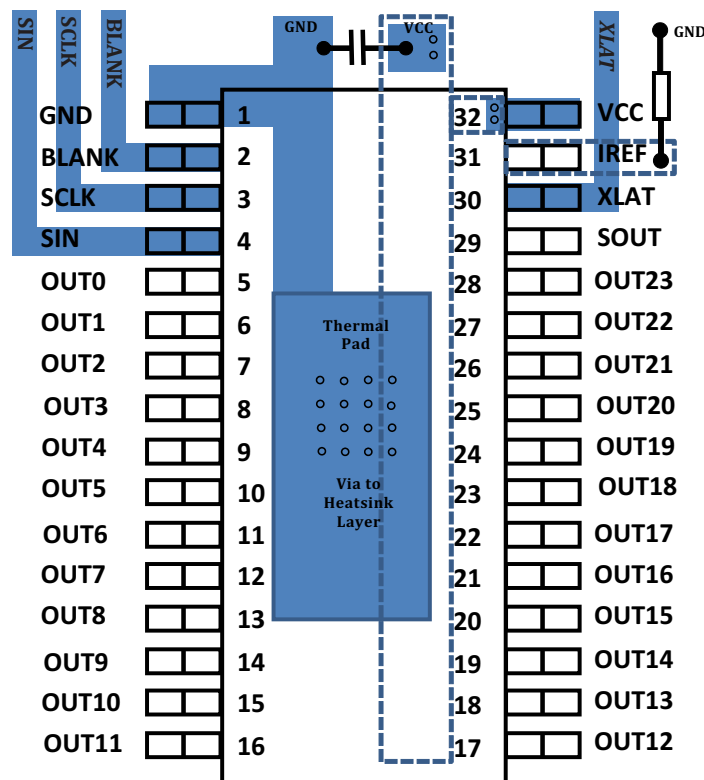 SIN
SCLK
BLANK
GND
VCC
XLAT
GND
GND 1 32 VCC
BLANK 2 31 IREF
SCLK 3 30 XLAT
SIN 4 29 SOUT
OUT0 5 28 OUT23
OUT1 6 27 OUT22
OUT2 7 26 OUT21
OUT3 8 25 OUT20
OUT4 9 24 OUT19
OUT5 10 23 OUT18
OUT6 11 22 OUT17
OUT7 12 21 OUT16
OUT8 13 20 OUT15
OUT9 14 19 OUT14
OUT10 15 18 OUT13
OUT11 16 17 OUT12
Thermal
Pad
Via to
Heatsink
Layer